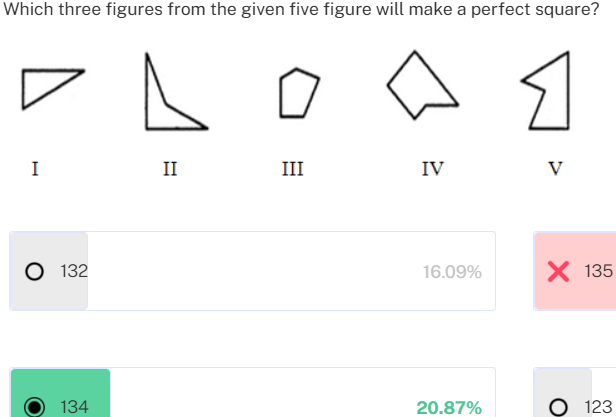 Which three figures from the given five figure will make a perfect square?
I II III IV V
132 16.09% 135
134 20.87% 123